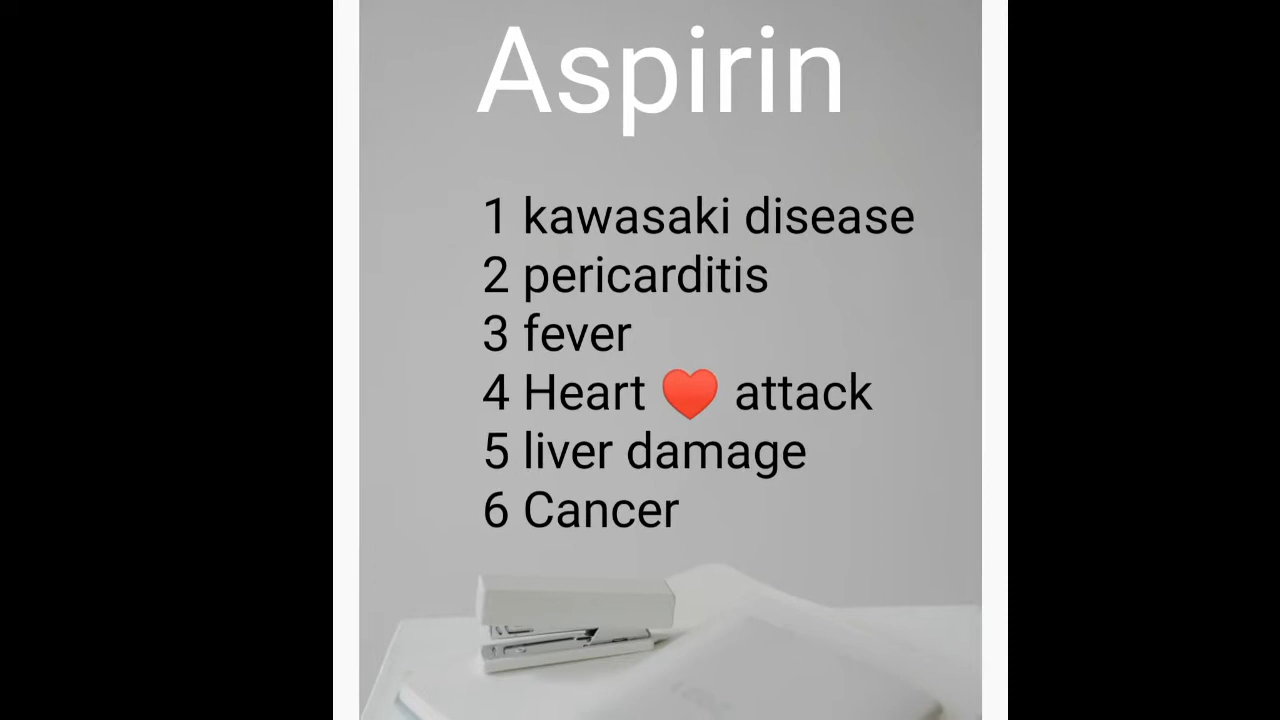 Aspirin
1 kawasaki disease
2 pericarditis
3 fever
4 Heart ♥️ attack
5 liver damage
6 Cancer